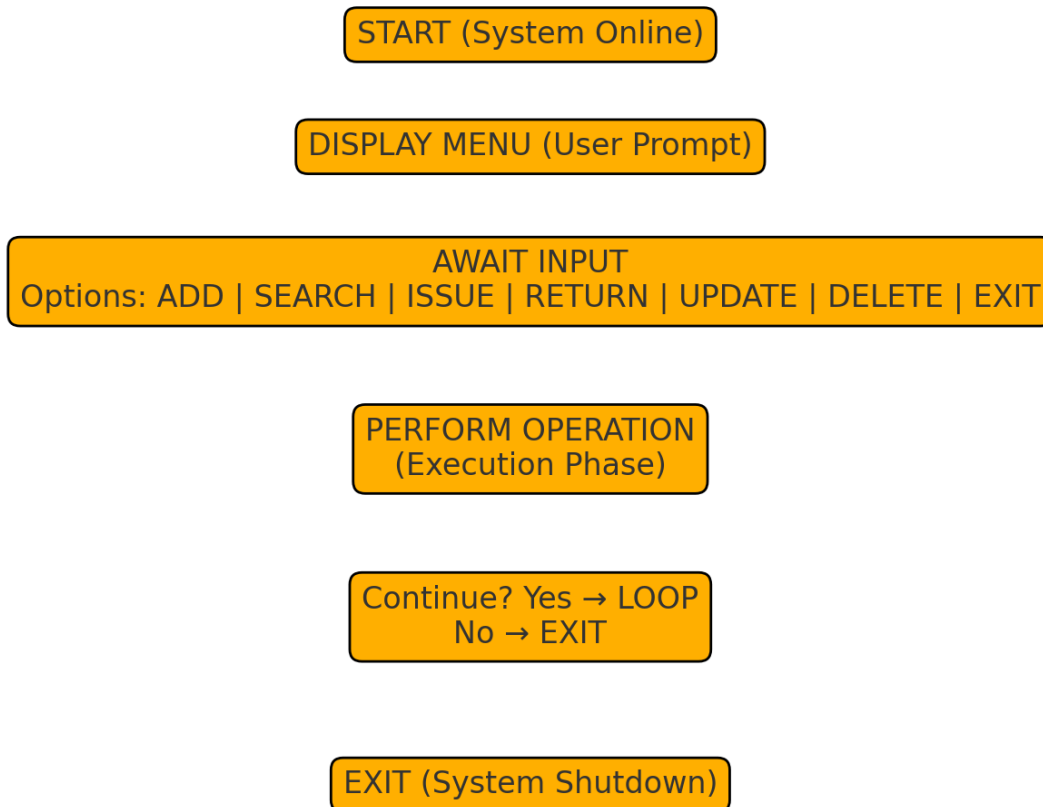 START (System Online)
DISPLAY MENU (User Prompt)
AWAIT INPUT
Options: ADD | SEARCH | ISSUE | RETURN | UPDATE | DELETE | EXIT
PERFORM OPERATION
(Execution Phase)
Continue? Yes → LOOP
No → EXIT
EXIT (System Shutdown)